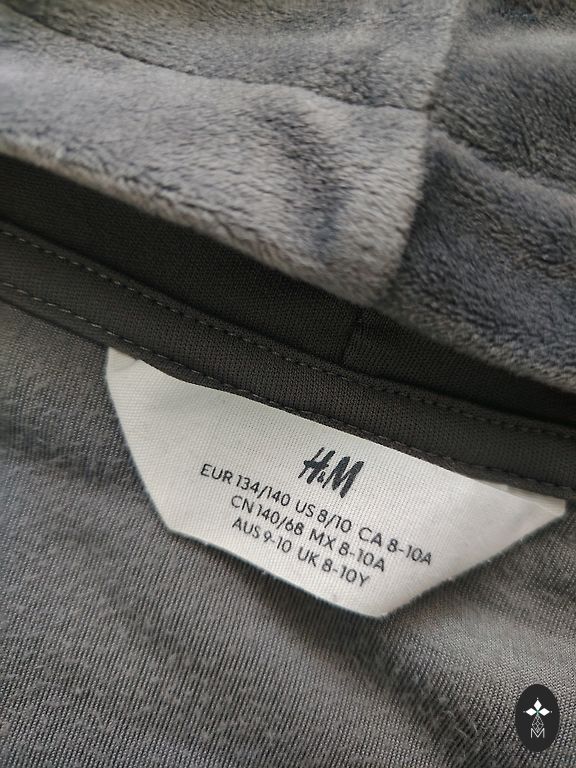 H&M
EUR 134/140 US 8/10 CA 8-10A
CN 140/68 MX 8-10A
AUS 9-10 UK 8-10Y
M